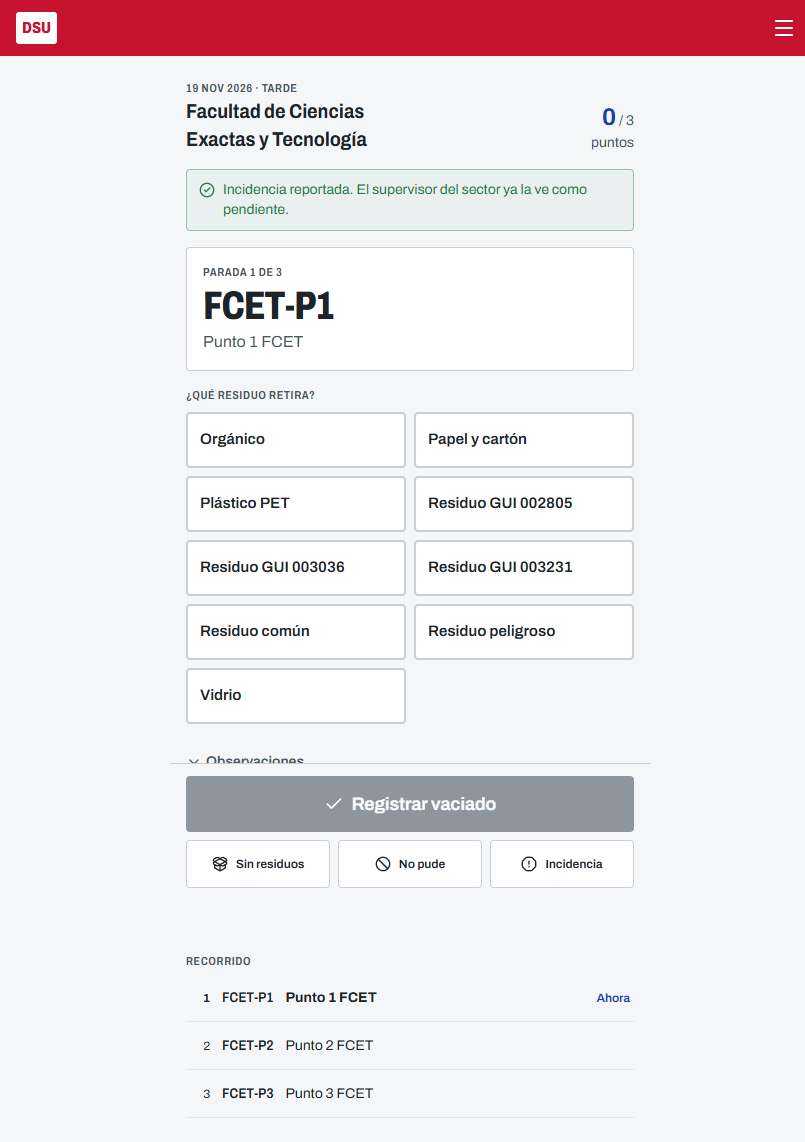 DSU
19 NOV 2026 · TARDE
Facultad de Ciencias
Exactas y Tecnología
0 / 3
puntos
Incidencia reportada. El supervisor del sector ya la ve como
pendiente.
PARADA 1 DE 3
FCET-P1
Punto 1 FCET
¿QUÉ RESIDUO RETIRA?
Orgánico
Papel y cartón
Plástico PET
Residuo GUI 002805
Residuo GUI 003036
Residuo GUI 003231
Residuo común
Residuo peligroso
Vidrio
Observaciones
Registrar vaciado
Sin residuos
No pude
Incidencia
RECORRIDO
1 FCET-P1 Punto 1 FCET Ahora
2 FCET-P2 Punto 2 FCET
3 FCET-P3 Punto 3 FCET